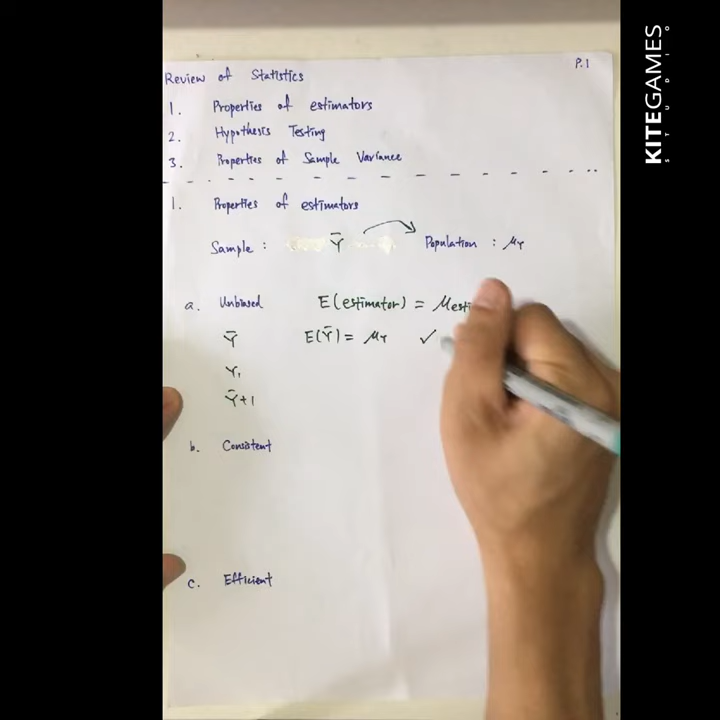 P.1
Review of Statistics
1. Properties of estimators
2. Hypothesis Testing
3. Properties of Sample Variance
1. Properties of estimators
Sample : Ȳ Population : μY
a. Unbiased E(estimator) = μesti
Ȳ E(Ȳ) = μY ✓
Y1
Ȳ+1
b. Consistent
c. Efficient
KITEGAMES
STUDIO